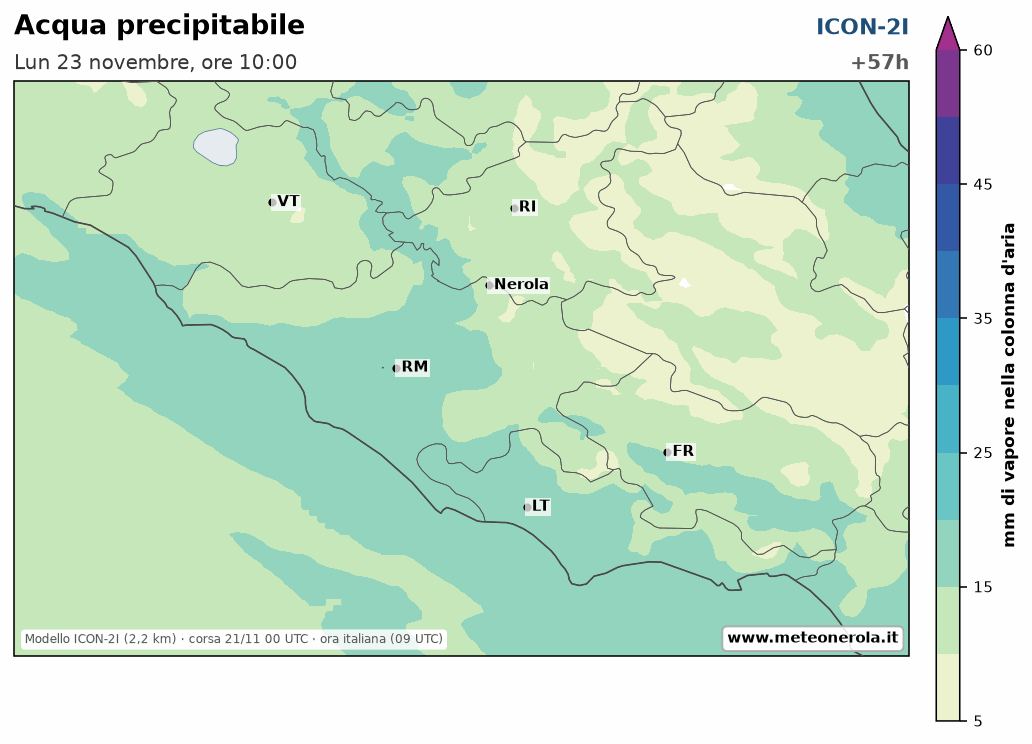 Acqua precipitabile
ICON-2I
Lun 23 novembre, ore 10:00
+57h
60
VT
RI
45
Nerola
35
mm di vapore nella colonna d'aria
RM
FR
25
LT
15
Modello ICON-2I (2,2 km) · corsa 21/11 00 UTC · ora italiana (09 UTC)
www.meteonerola.it
5